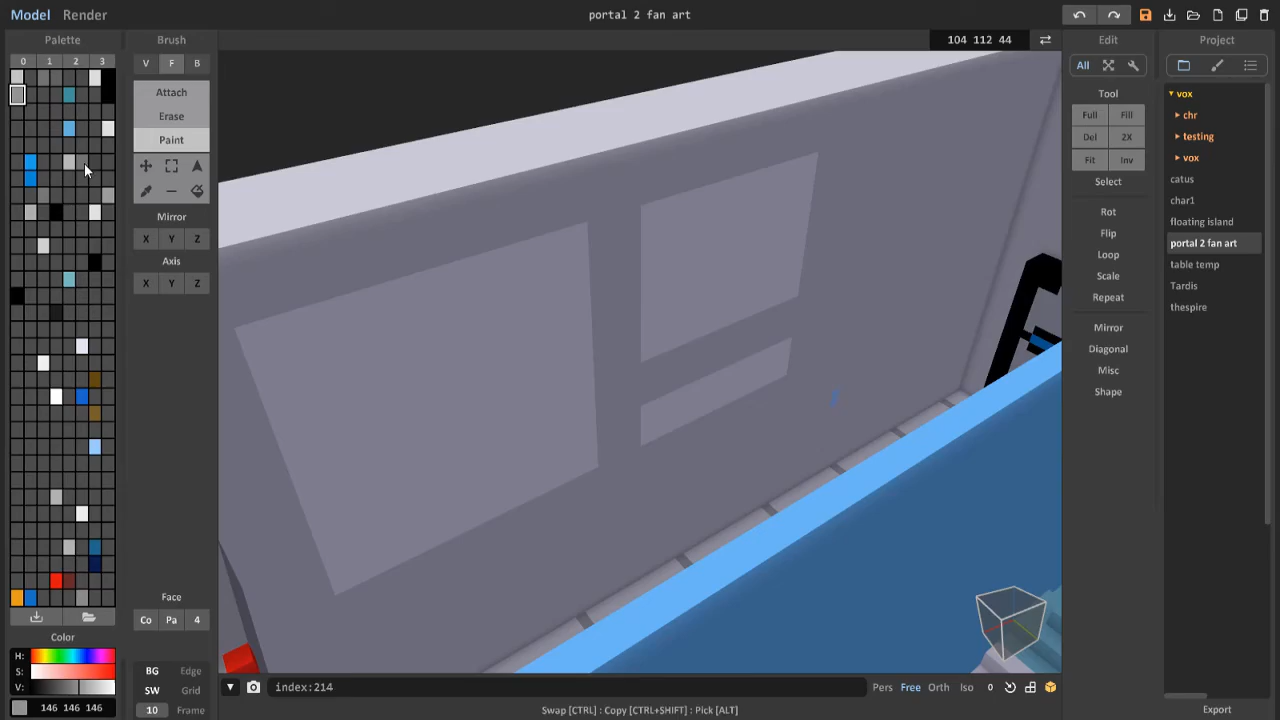 Model Render
portal 2 fan art
Palette
0 1 2 3
Color
H:
S:
V:
146 146 146
Brush
V F B
Attach
Erase
Paint
Mirror
X Y Z
Axis
X Y Z
Face
Co Pa 4
BG Edge
SW Grid
10 Frame
104 112 44
index:214
Pers Free Orth Iso 0
Swap [CTRL] : Copy [CTRL+SHIFT] : Pick [ALT]
Edit
All
Tool
Full Fill
Del 2X
Fit Inv
Select
Rot
Flip
Loop
Scale
Repeat
Mirror
Diagonal
Misc
Shape
Project
vox
chr
testing
vox
catus
char1
floating island
portal 2 fan art
table temp
Tardis
thespire
Export